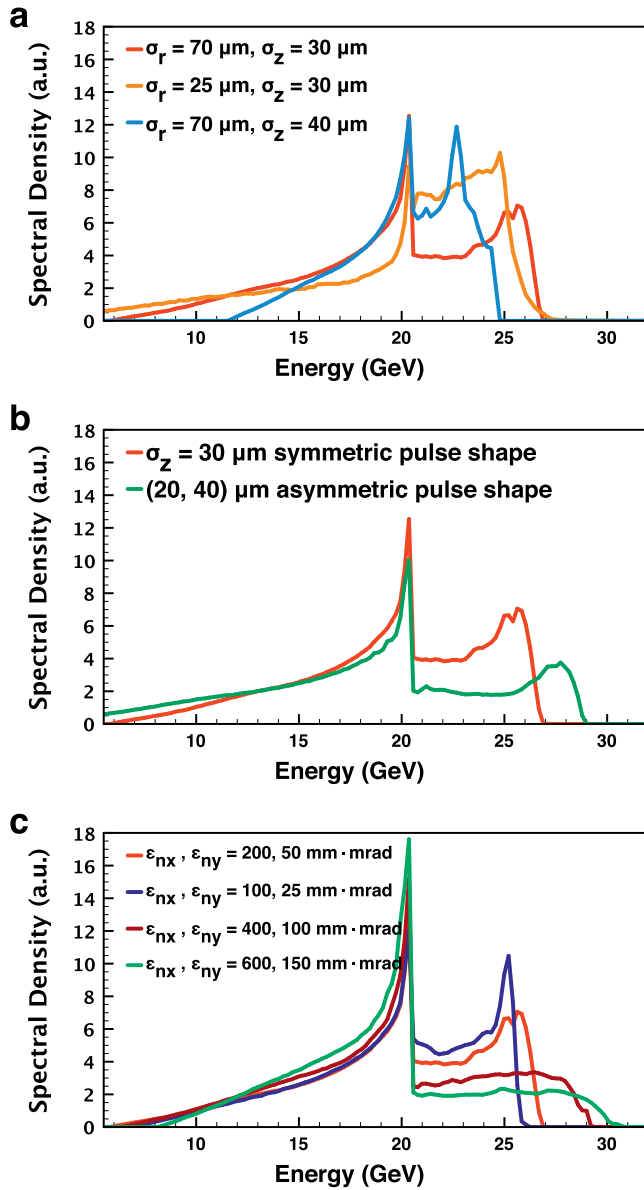 a
18
16
14
12
10
8
6
4
2
0
Spectral Density (a.u.)
σr = 70 μm, σz = 30 μm
σr = 25 μm, σz = 30 μm
σr = 70 μm, σz = 40 μm
10 15 20 25 30
Energy (GeV)
b
18
16
14
12
10
8
6
4
2
0
Spectral Density (a.u.)
σz = 30 μm symmetric pulse shape
(20, 40) μm asymmetric pulse shape
10 15 20 25 30
Energy (GeV)
c
18
16
14
12
10
8
6
4
2
0
Spectral Density (a.u.)
εnx , εny = 200, 50 mm·mrad
εnx , εny = 100, 25 mm·mrad
εnx , εny = 400, 100 mm·mrad
εnx , εny = 600, 150 mm·mrad
10 15 20 25 30
Energy (GeV)